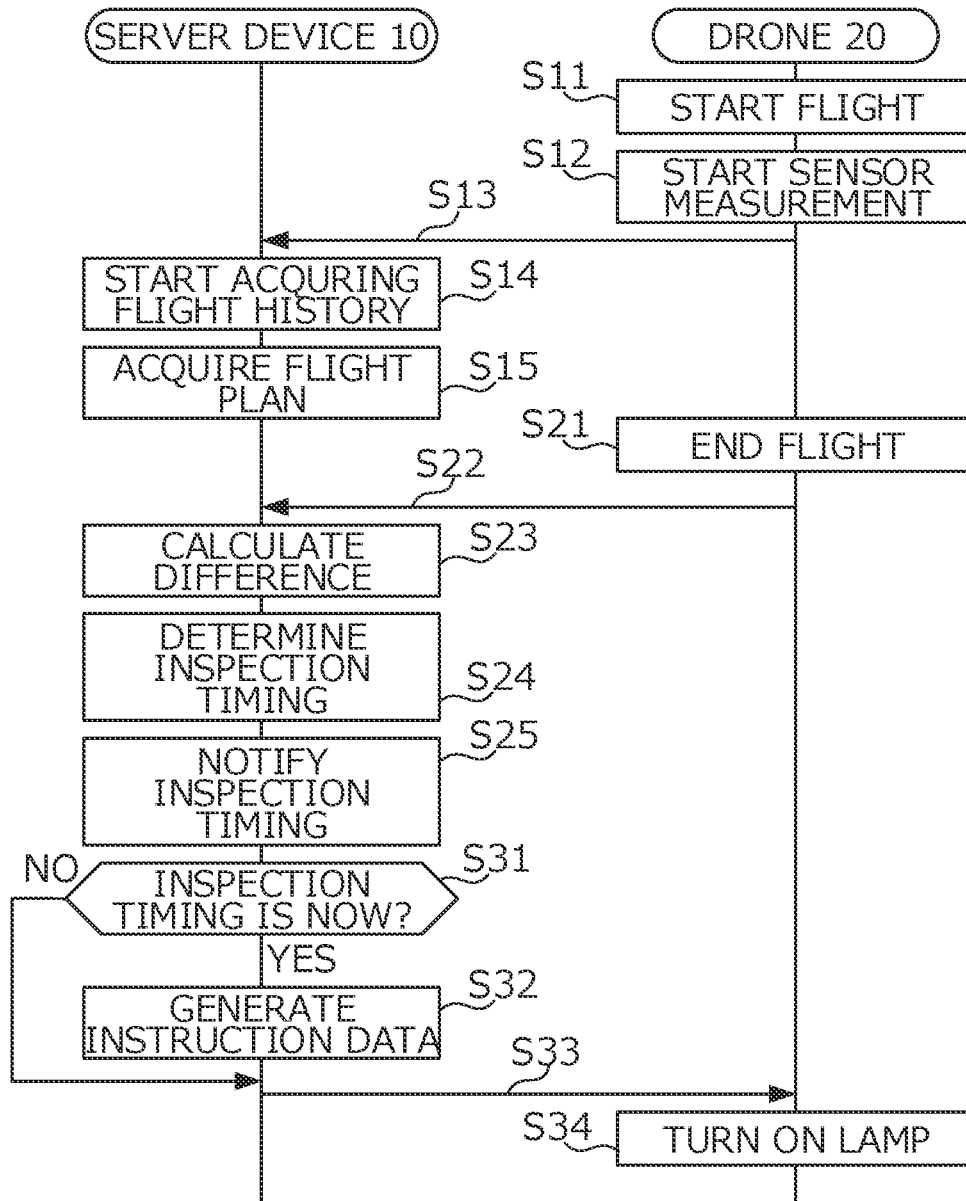 SERVER DEVICE 10
DRONE 20
S11
START FLIGHT
S12
START SENSOR
MEASUREMENT
S13
START ACQURING
FLIGHT HISTORY
S14
ACQUIRE FLIGHT
PLAN
S15
S21
END FLIGHT
S22
CALCULATE
DIFFERENCE
S23
DETERMINE
INSPECTION
TIMING
S24
NOTIFY
INSPECTION
TIMING
S25
NO
INSPECTION
TIMING IS NOW?
S31
YES
GENERATE
INSTRUCTION DATA
S32
S33
S34
TURN ON LAMP